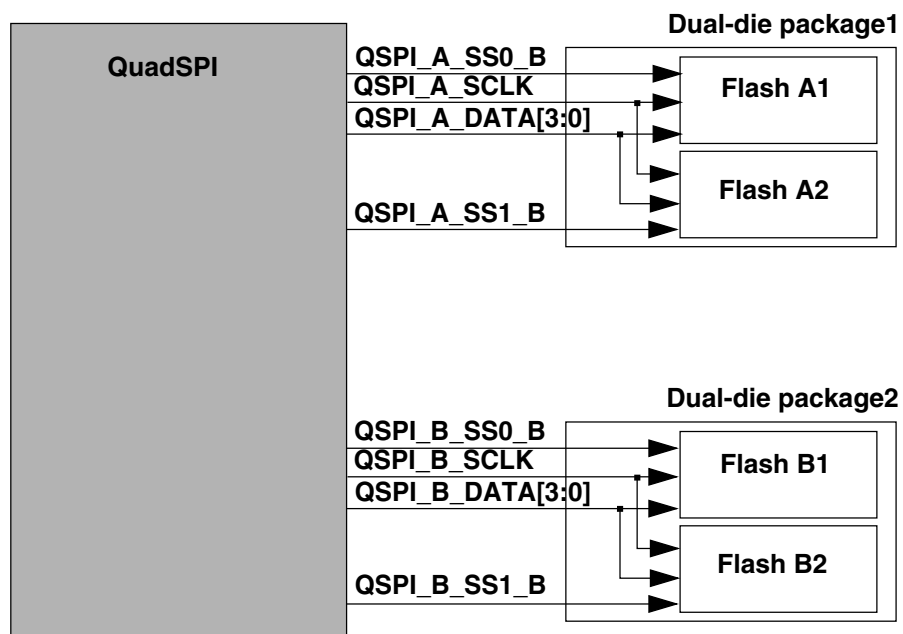 Dual-die package1
QuadSPI
QSPI_A_SS0_B
QSPI_A_SCLK
QSPI_A_DATA[3:0]
Flash A1
Flash A2
QSPI_A_SS1_B
Dual-die package2
QSPI_B_SS0_B
QSPI_B_SCLK
QSPI_B_DATA[3:0]
Flash B1
Flash B2
QSPI_B_SS1_B